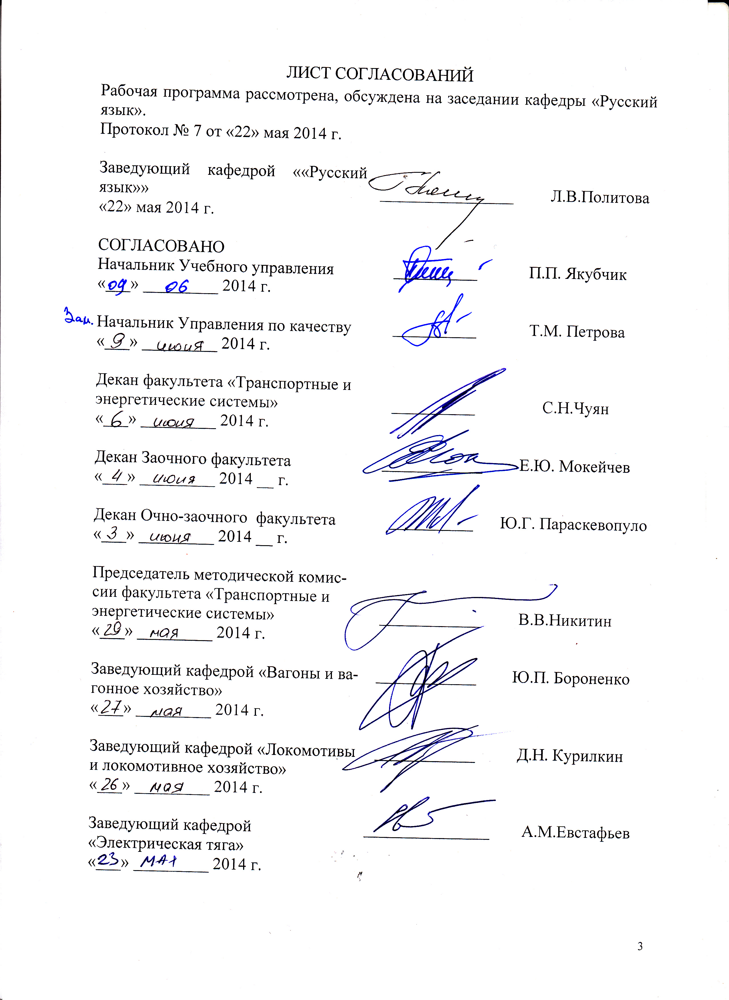 ЛИСТ СОГЛАСОВАНИЙ
Рабочая программа рассмотрена, обсуждена на заседании кафедры «Русский
язык».
Протокол № 7 от «22» мая 2014 г.
Заведующий кафедрой ««Русский
язык»» Л.В.Политова
«22» мая 2014 г.
СОГЛАСОВАНО
Начальник Учебного управления П.П. Якубчик
«09» 06 2014 г.
Зам. Начальник Управления по качеству Т.М. Петрова
«9» июня 2014 г.
Декан факультета «Транспортные и
энергетические системы» С.Н.Чуян
«6» июня 2014 г.
Декан Заочного факультета Е.Ю. Мокейчев
«4» июня 2014 __ г.
Декан Очно-заочного факультета Ю.Г. Параскевопуло
«3» июня 2014 __ г.
Председатель методической комис-
сии факультета «Транспортные и
энергетические системы» В.В.Никитин
«29» мая 2014 г.
Заведующий кафедрой «Вагоны и ва- Ю.П. Бороненко
гонное хозяйство»
«27» мая 2014 г.
Заведующий кафедрой «Локомотивы Д.Н. Курилкин
и локомотивное хозяйство»
«26» мая 2014 г.
Заведующий кафедрой А.М.Евстафьев
«Электрическая тяга»
«23» МАЯ 2014 г.
3